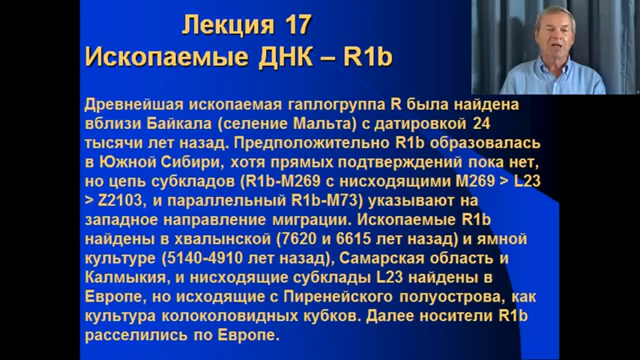 Лекция 17
Ископаемые ДНК – R1b
Древнейшая ископаемая гаплогруппа R была найдена
вблизи Байкала (селение Мальта) с датировкой 24
тысячи лет назад. Предположительно R1b образовалась
в Южной Сибири, хотя прямых подтверждений пока нет,
но цепь субкладов (R1b-M269 с нисходящими M269 > L23
> Z2103, и параллельный R1b-M73) указывают на
западное направление миграции. Ископаемые R1b
найдены в хвалынской (7620 и 6615 лет назад) и ямной
культуре (5140-4910 лет назад), Самарская область и
Калмыкия, и нисходящие субклады L23 найдены в
Европе, но исходящие с Пиренейского полуострова, как
культура колоколовидных кубков. Далее носители R1b
расселились по Европе.